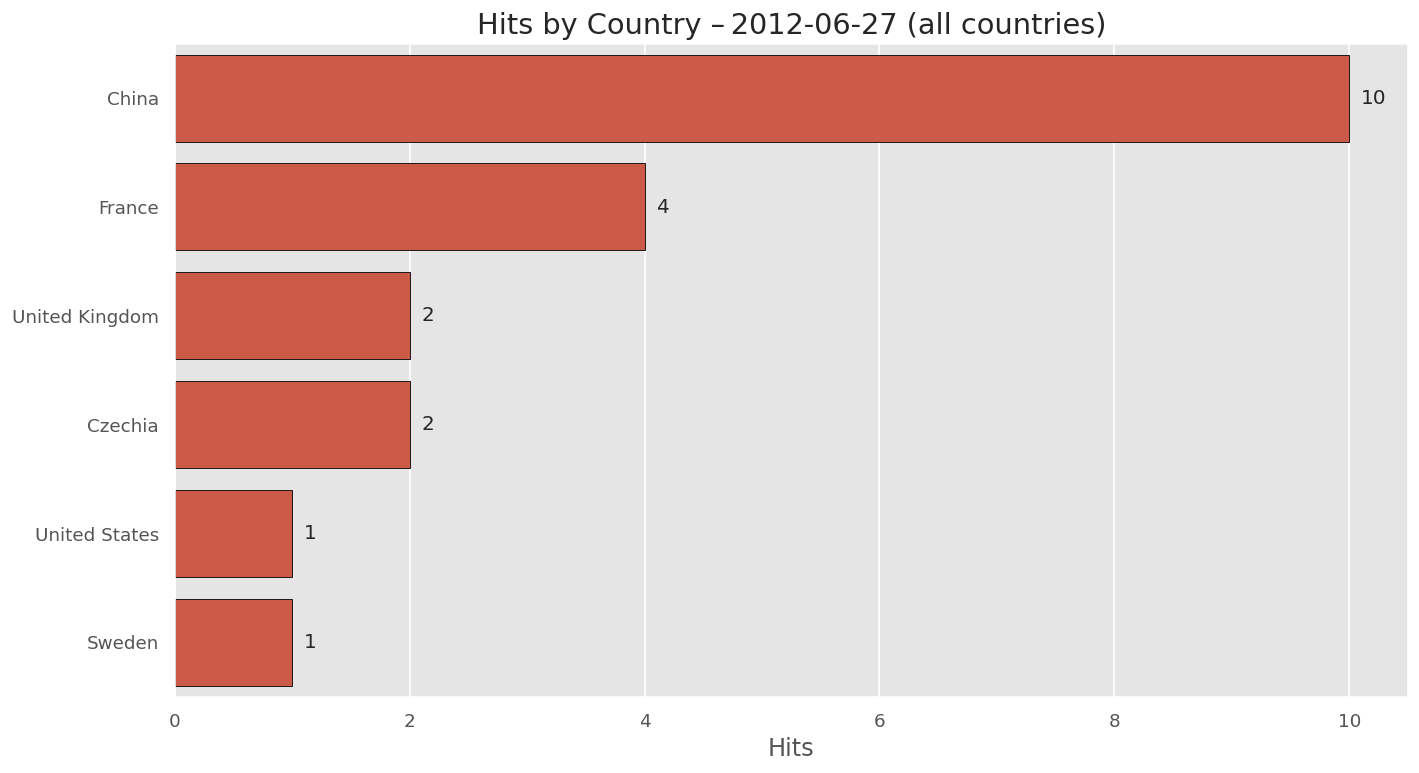 Hits by Country – 2012-06-27 (all countries)
China
10
France
4
United Kingdom
2
Czechia
2
United States
1
Sweden
1
0 2 4 6 8 10
Hits